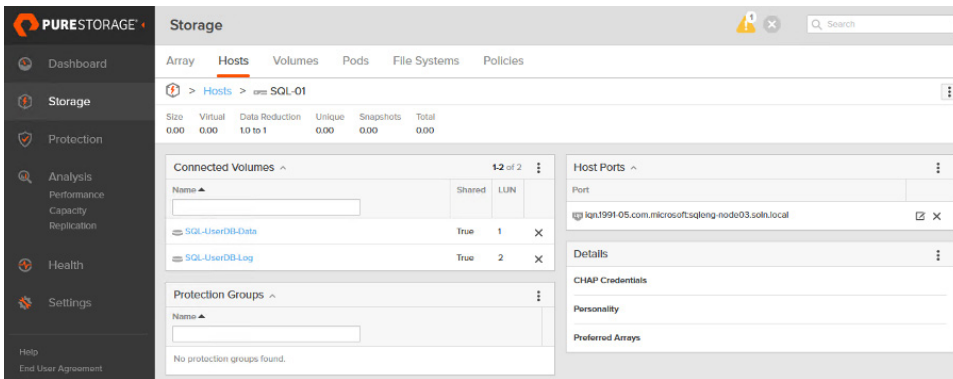 PURESTORAGE®
Dashboard
Storage
Protection
Analysis
Performance
Capacity
Replication
Health
Settings
Help
End User Agreement
Storage
1
Search
Array Hosts Volumes Pods File Systems Policies
> Hosts > SQL-01
Size Virtual Data Reduction Unique Snapshots Total
0.00 0.00 1.0 to 1 0.00 0.00 0.00
Connected Volumes 1-2 of 2
Name Shared LUN
SQL-UserDB-Data True 1
SQL-UserDB-Log True 2
Protection Groups
Name
No protection groups found.
Host Ports
Port
iqn.1991-05.com.microsoft:sqleng-node03.soln.local
Details
CHAP Credentials
Personality
Preferred Arrays